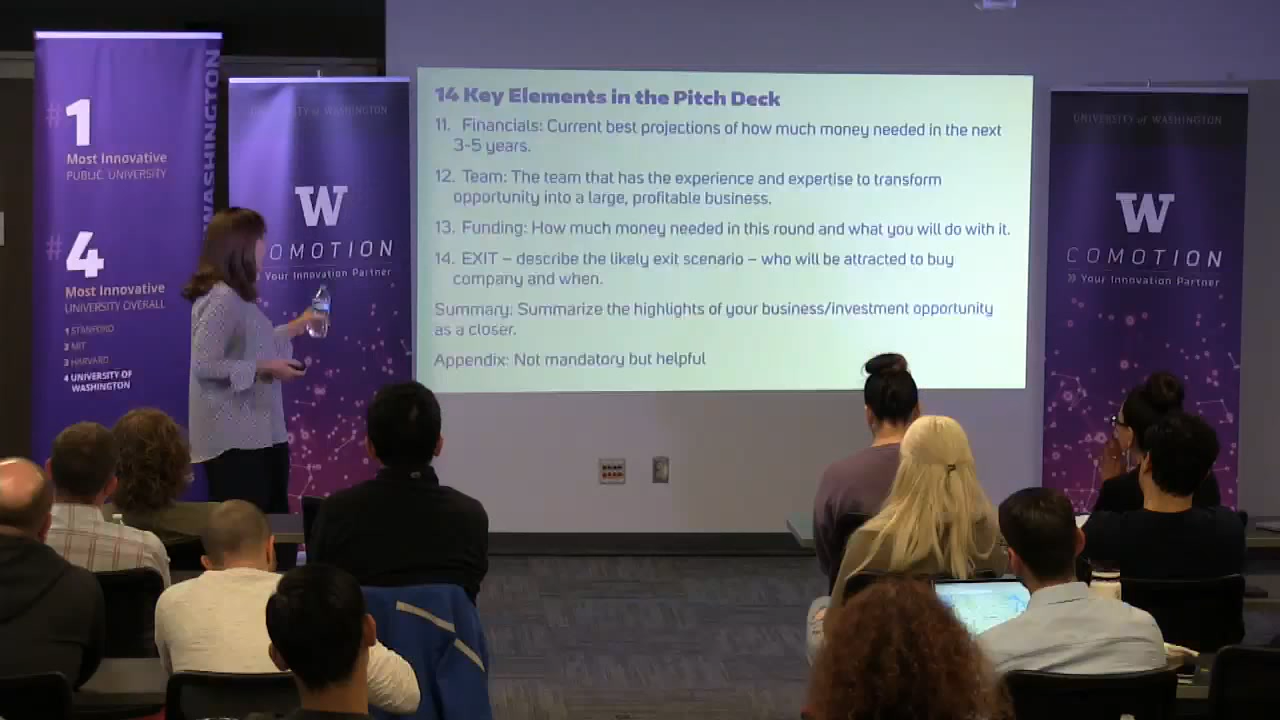 #1
Most Innovative
PUBLIC UNIVERSITY
#4
Most Innovative
UNIVERSITY OVERALL
1 STANFORD
2 MIT
3 HARVARD
4 UNIVERSITY OF
WASHINGTON
WASHINGTON
UNIVERSITY of WASHINGTON
W
OMOTION
Your Innovation Partner
14 Key Elements in the Pitch Deck
11. Financials: Current best projections of how much money needed in the next
3-5 years.
12. Team: The team that has the experience and expertise to transform
opportunity into a large, profitable business.
13. Funding: How much money needed in this round and what you will do with it.
14. EXIT – describe the likely exit scenario – who will be attracted to buy
company and when.
Summary: Summarize the highlights of your business/investment opportunity
as a closer.
Appendix: Not mandatory but helpful
UNIVERSITY of WASHINGTON
W
COMOTION
» Your Innovation Partner